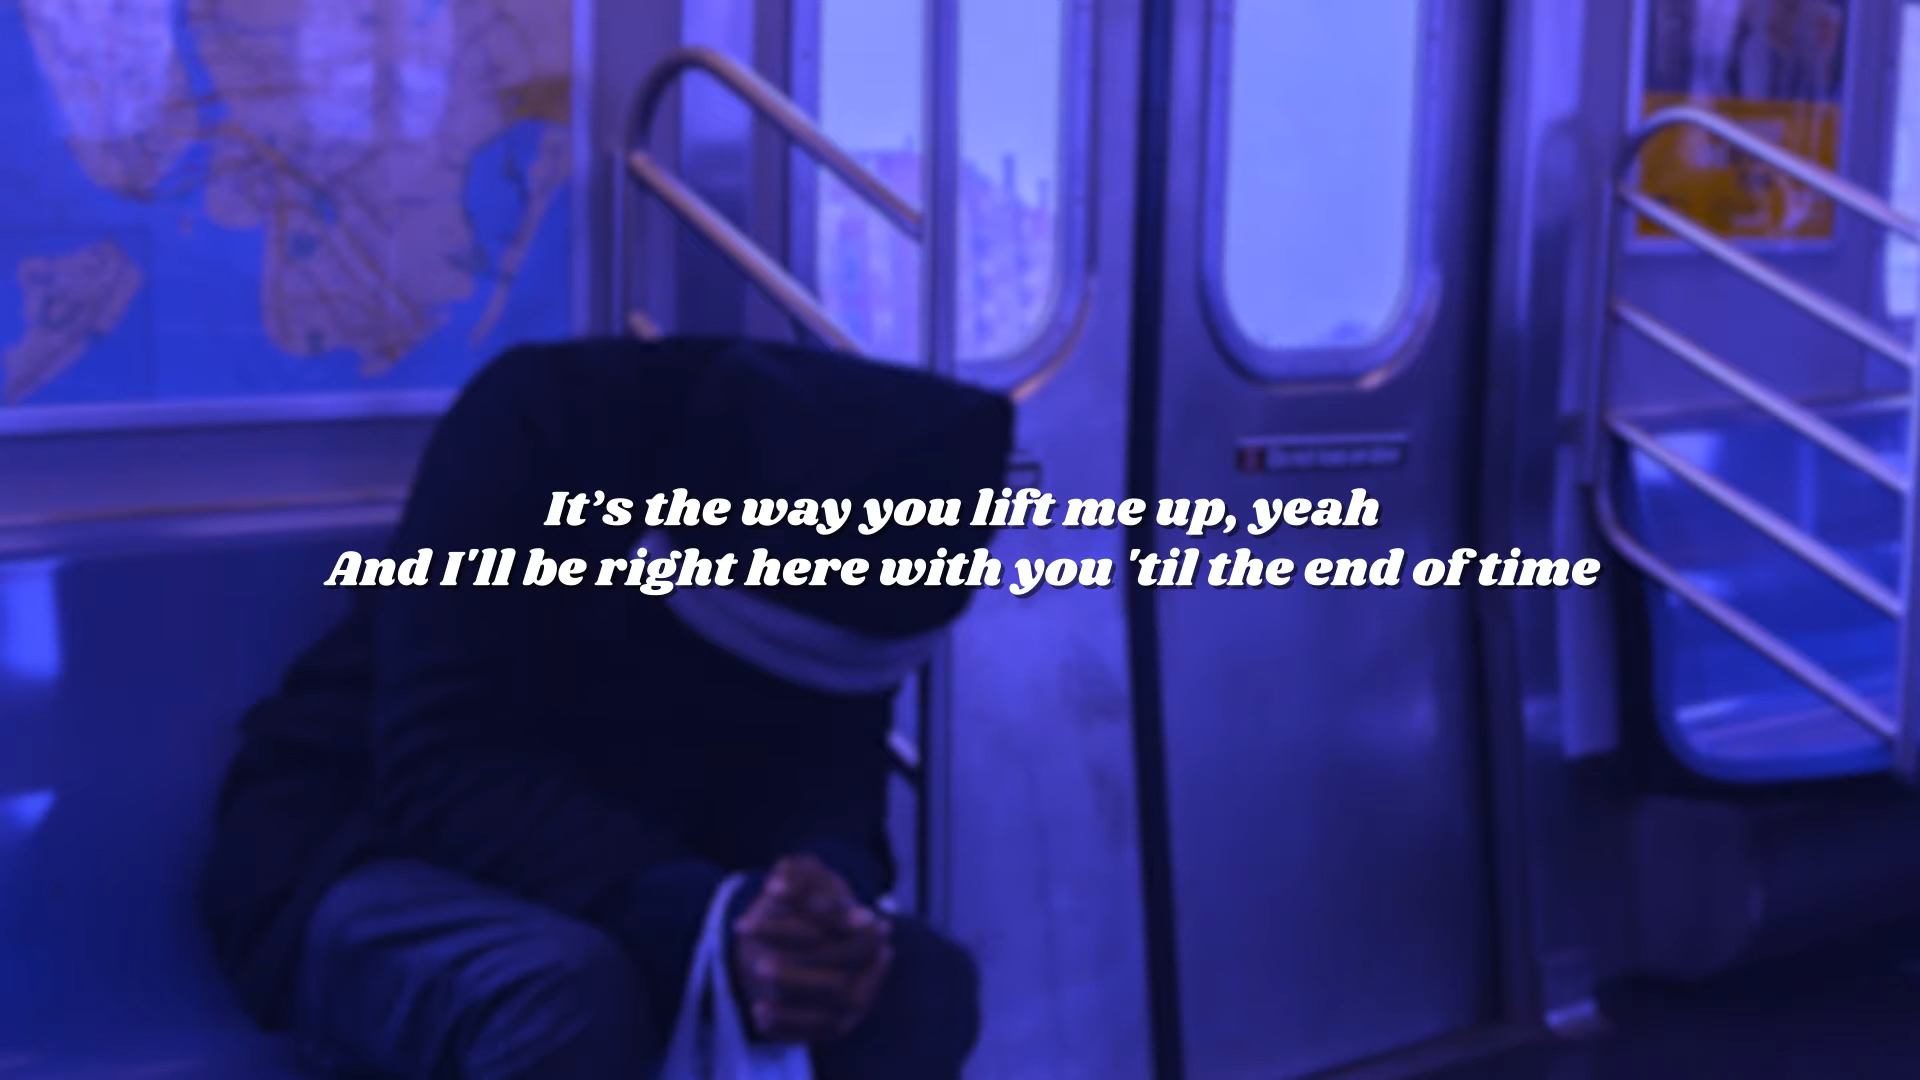 It’s the way you lift me up, yeah
And I'll be right here with you 'til the end of time